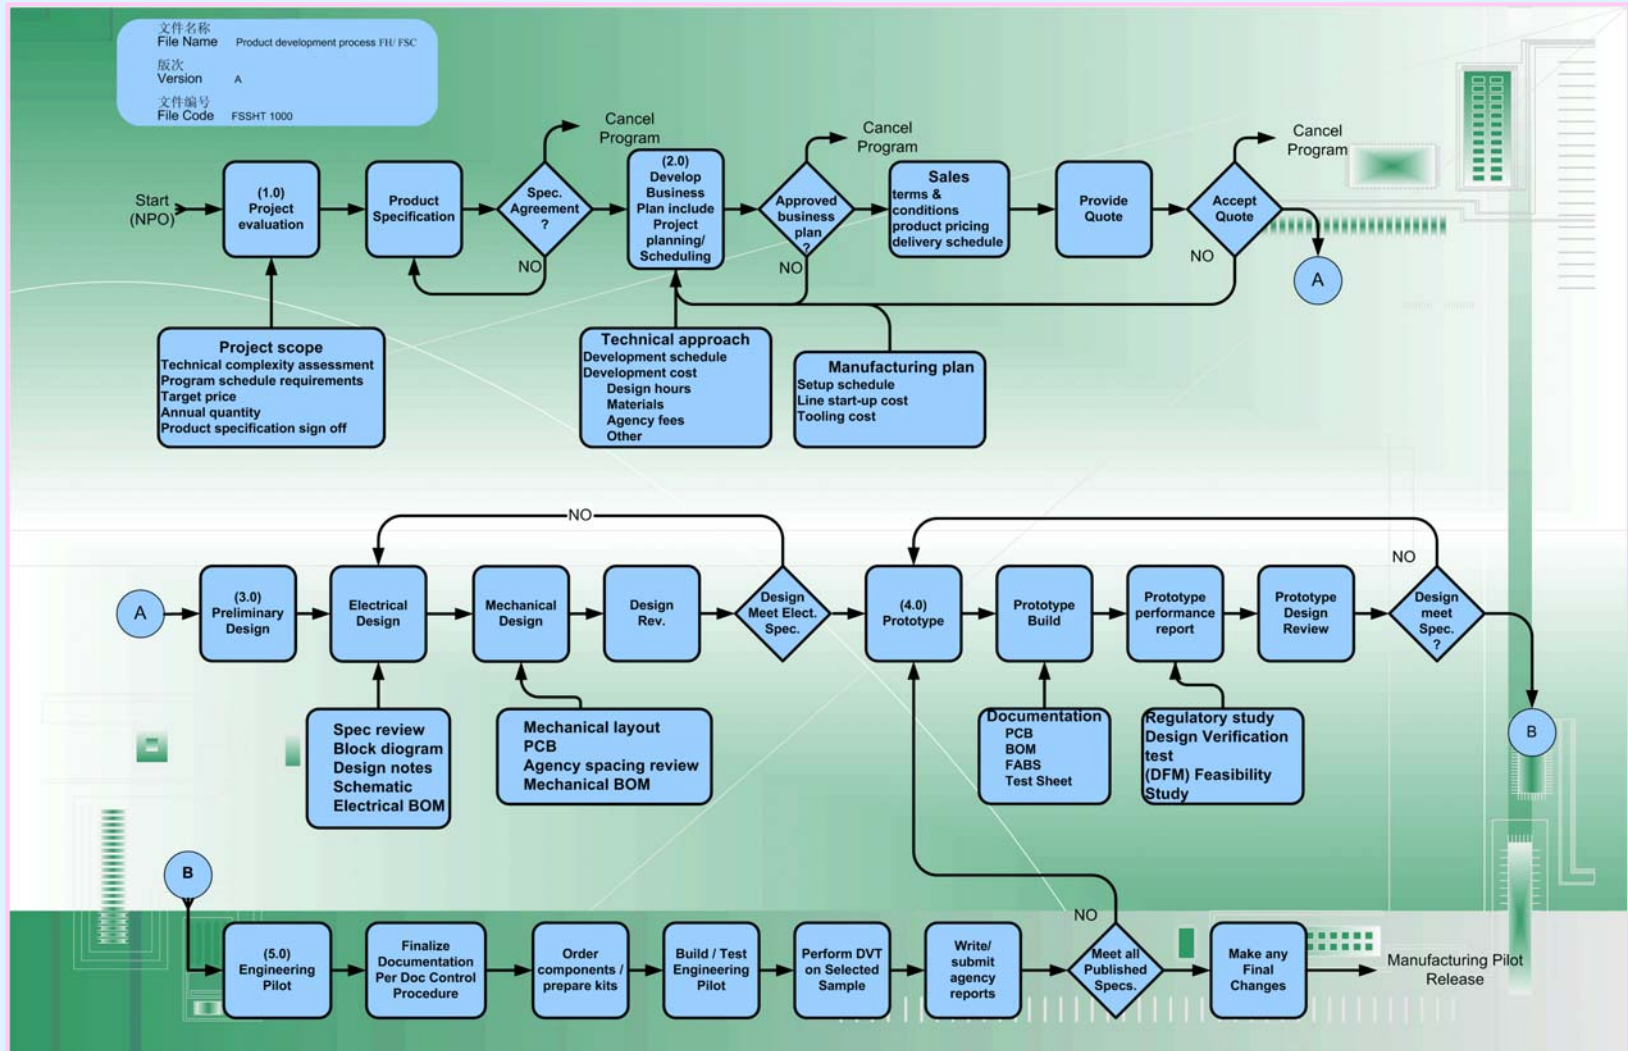 文件名称
File Name Product development process FH/ FSC
版次
Version A
文件编号
File Code FSSHT 1000
Start
(NPO)
(1.0)
Project
evaluation
Product
Specification
Spec.
Agreement
?
NO
Cancel
Program
(2.0)
Develop
Business
Plan include
Project
planning/
Scheduling
Approved
business
plan
?
NO
Cancel
Program
Sales
terms &
conditions
product pricing
delivery schedule
Provide
Quote
Accept
Quote
NO
Cancel
Program
A
Project scope
Technical complexity assessment
Program schedule requirements
Target price
Annual quantity
Product specification sign off
Technical approach
Development schedule
Development cost
Design hours
Materials
Agency fees
Other
Manufacturing plan
Setup schedule
Line start-up cost
Tooling cost
A
(3.0)
Preliminary
Design
Electrical
Design
Mechanical
Design
Design
Rev.
Design
Meet Elect.
Spec.
NO
(4.0)
Prototype
Prototype
Build
Prototype
performance
report
Prototype
Design
Review
Design
meet
Spec.
?
NO
B
Spec review
Block diogram
Design notes
Schematic
Electrical BOM
Mechanical layout
PCB
Agency spacing review
Mechanical BOM
Documentation
PCB
BOM
FABS
Test Sheet
Regulatory study
Design Verification
test
(DFM) Feasibility
Study
B
(5.0)
Engineering
Pilot
Finalize
Documentation
Per Doc Control
Procedure
Order
components /
prepare kits
Build / Test
Engineering
Pilot
Perform DVT
on Selected
Sample
Write/
submit
agency
reports
NO
Meet all
Published
Specs.
Make any
Final
Changes
Manufacturing Pilot
Release